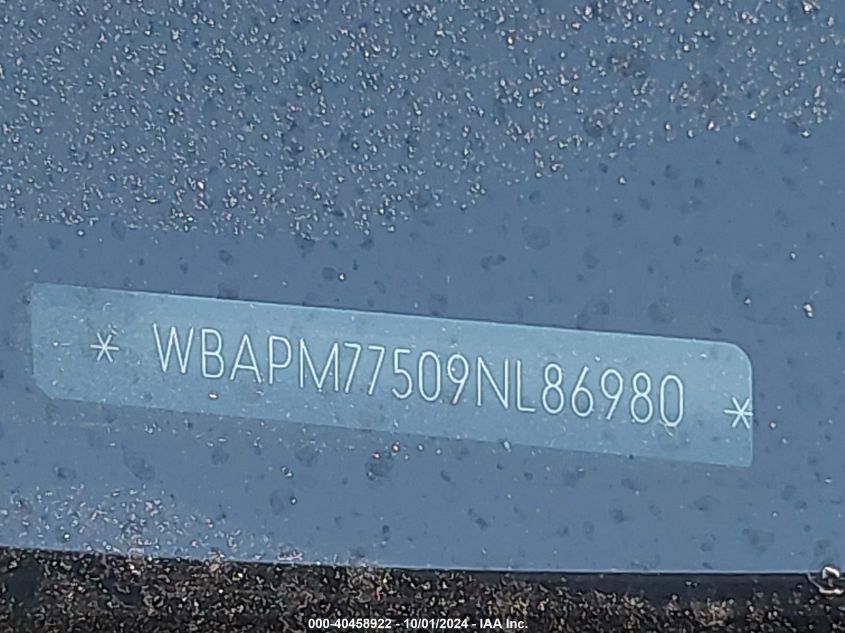 * WBAPM77509NL86980 *
000-40458922 - 10/01/2024 - IAA Inc.